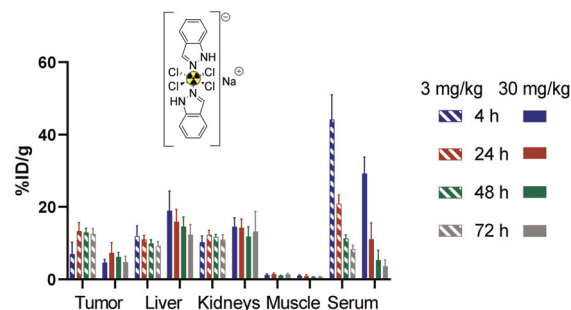 ⊖
NH
N
Cl Cl
Cl Cl
Na⊕
N
HN
60
40
20
0
%ID/g
Tumor Liver Kidneys Muscle Serum
3 mg/kg 30 mg/kg
4 h
24 h
48 h
72 h